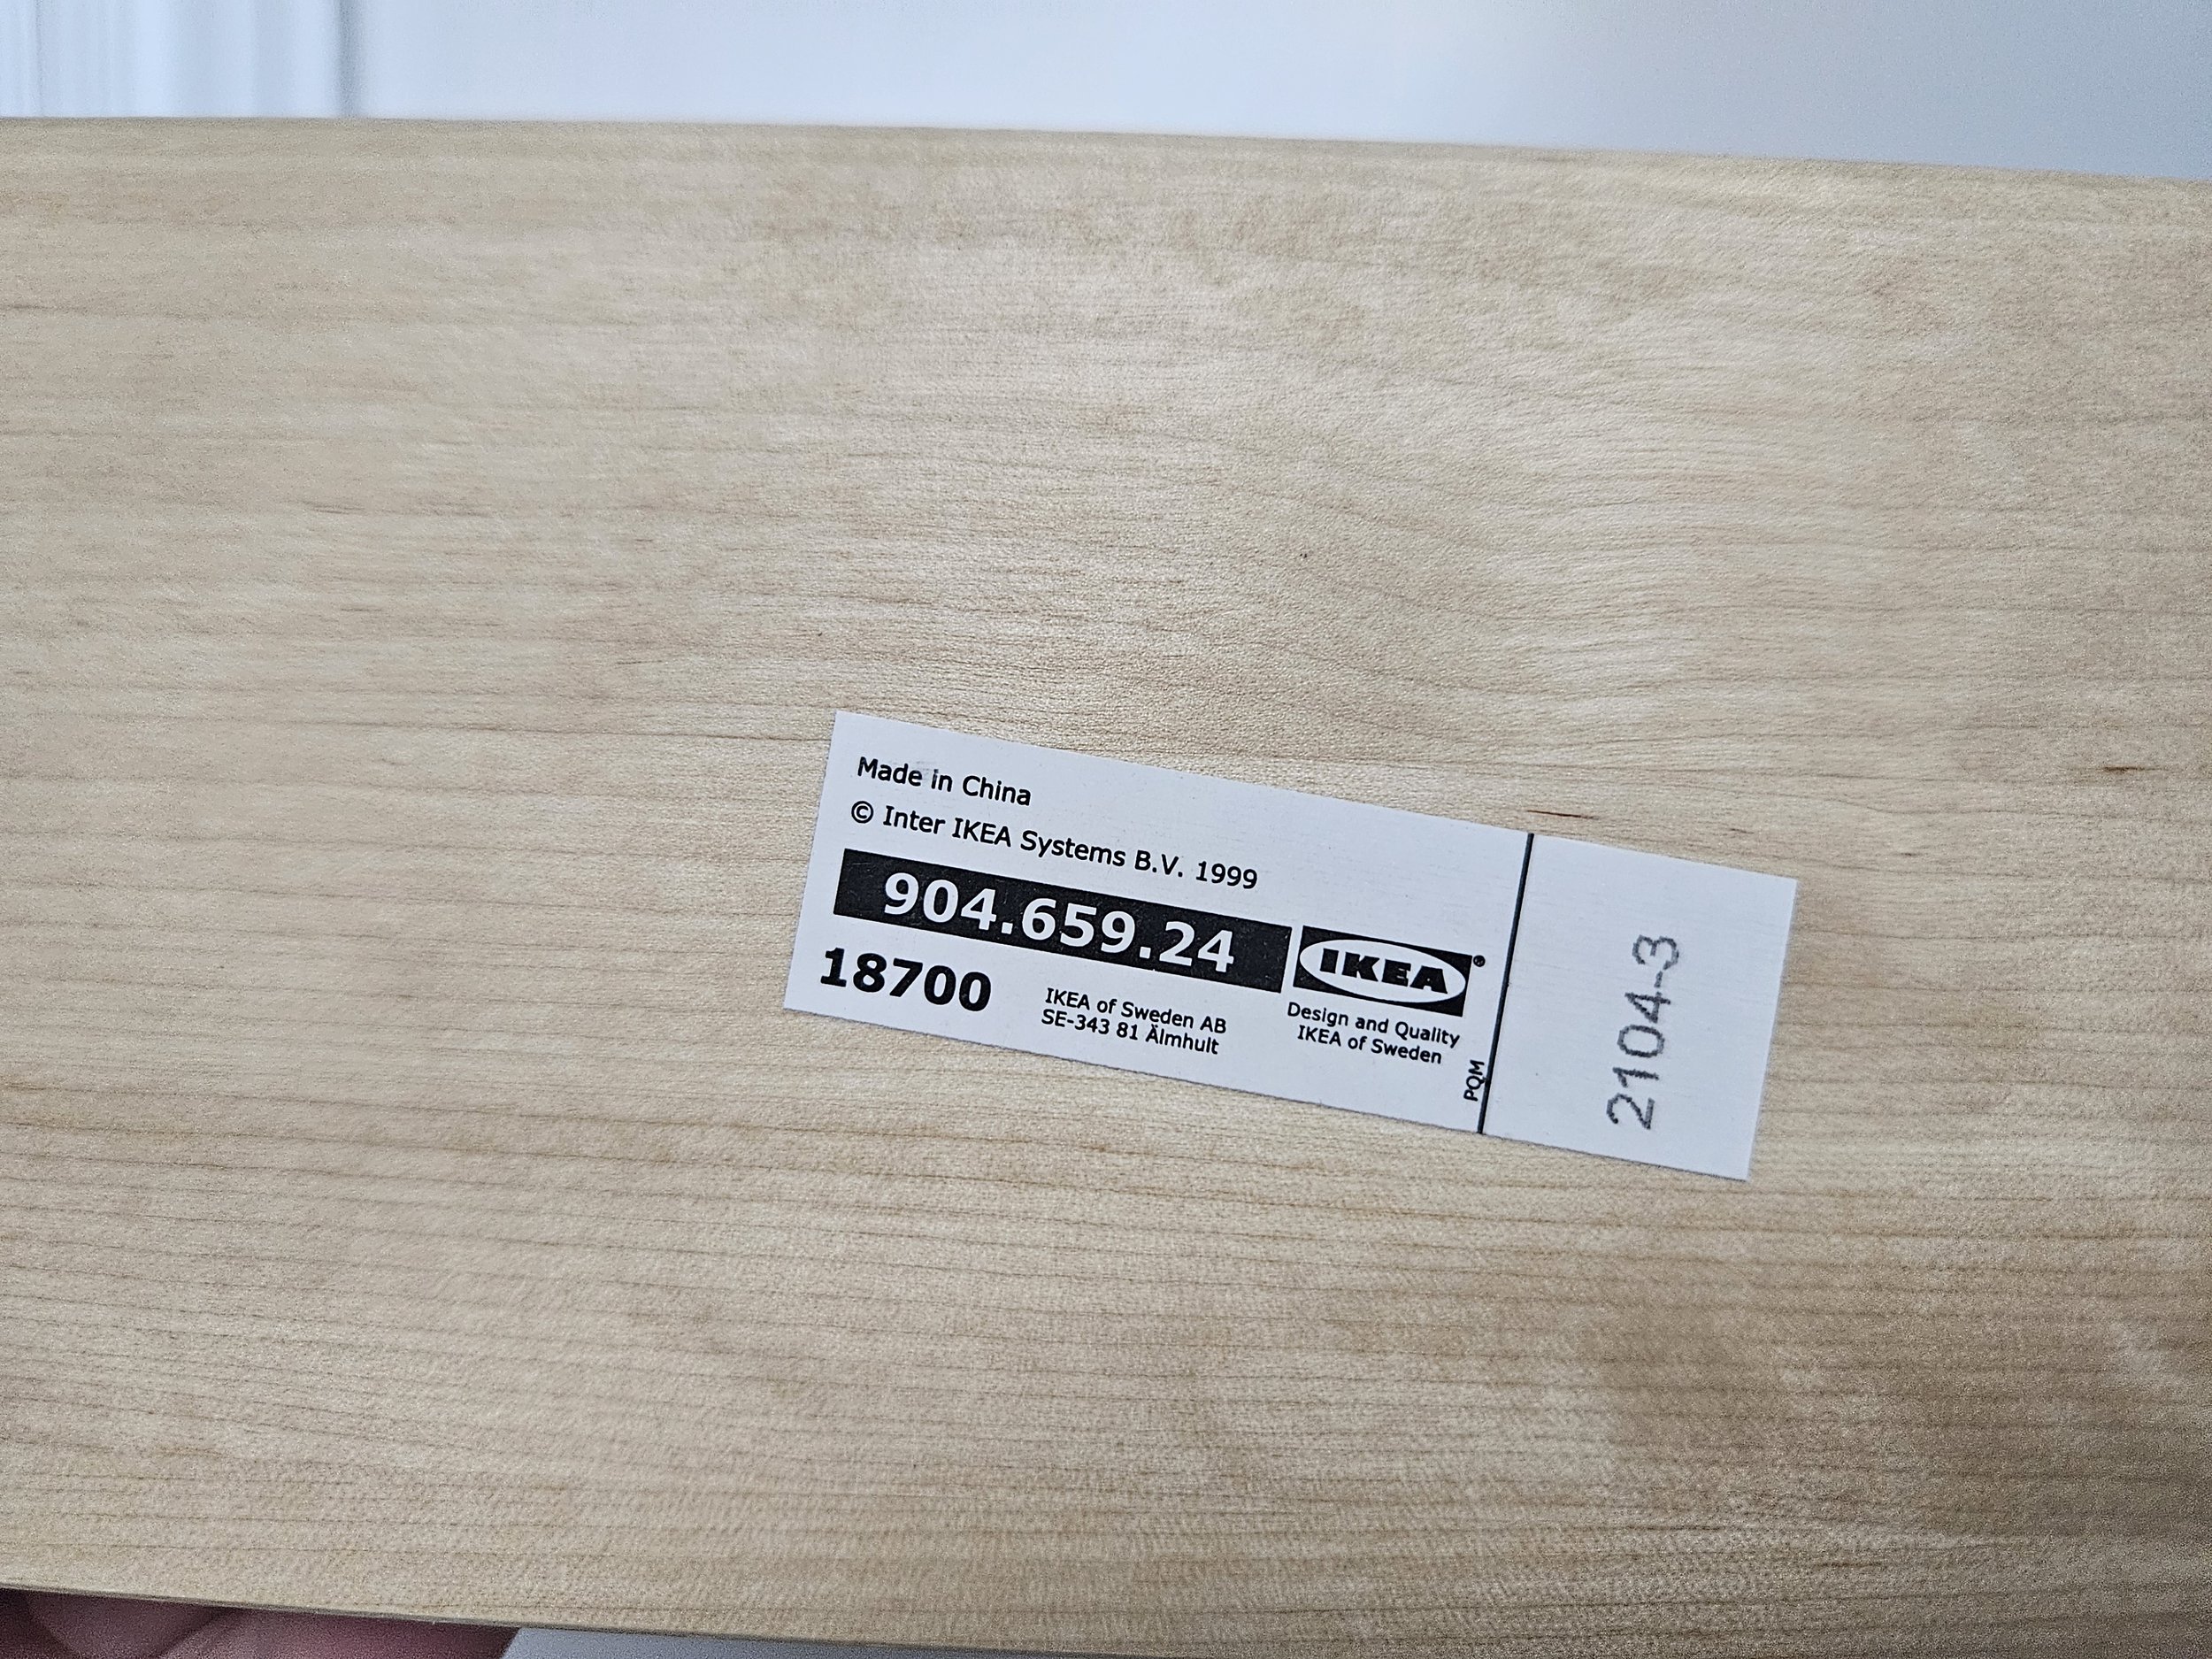 Made in China
© Inter IKEA Systems B.V. 1999
904.659.24
18700
IKEA of Sweden AB
SE-343 81 Älmhult
IKEA®
Design and Quality
IKEA of Sweden
PQM
2104-3